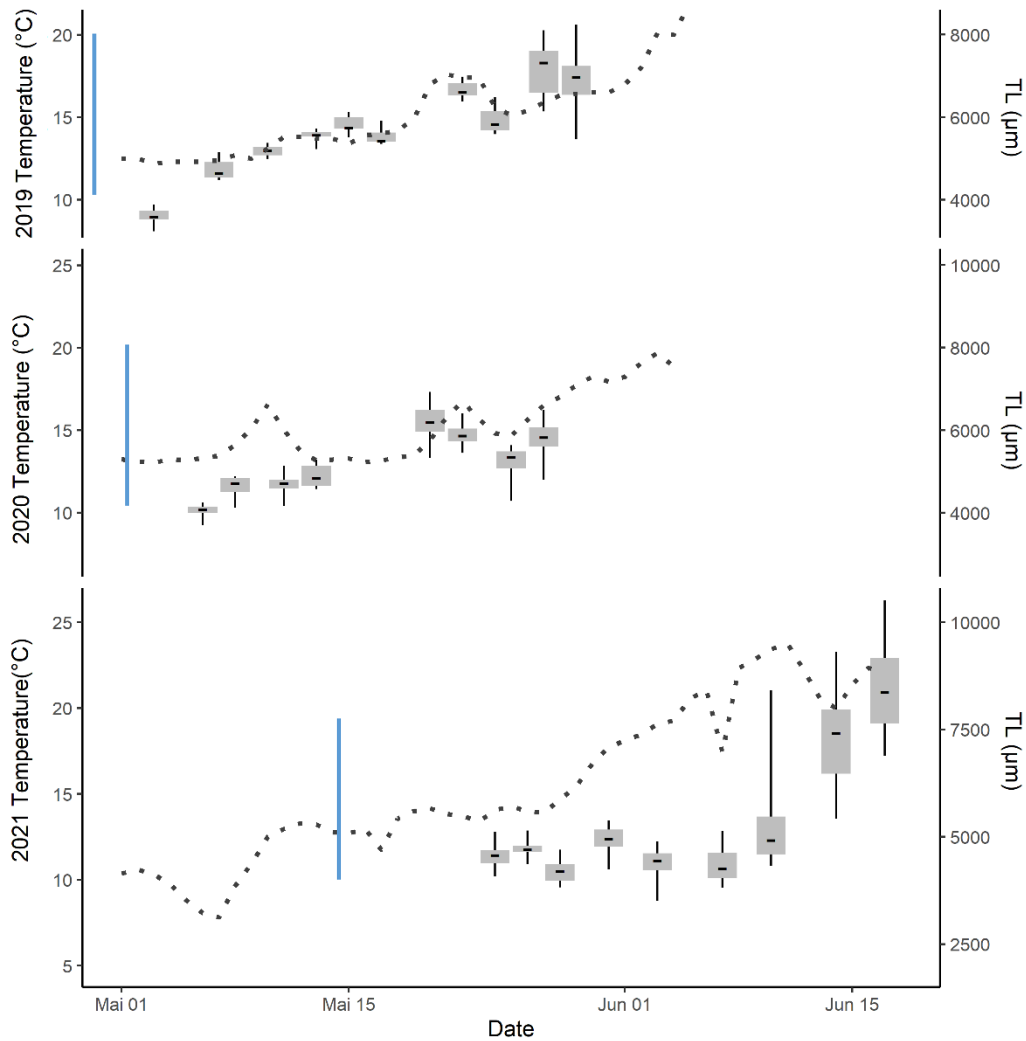 2019 Temperature (°C)
20
15
10
8000
6000
4000
TL (µm)
2020 Temperature (°C)
25
20
15
10
10000
8000
6000
4000
TL (µm)
2021 Temperature(°C)
25
20
15
10
5
10000
7500
5000
2500
TL (µm)
Mai 01
Mai 15
Jun 01
Jun 15
Date